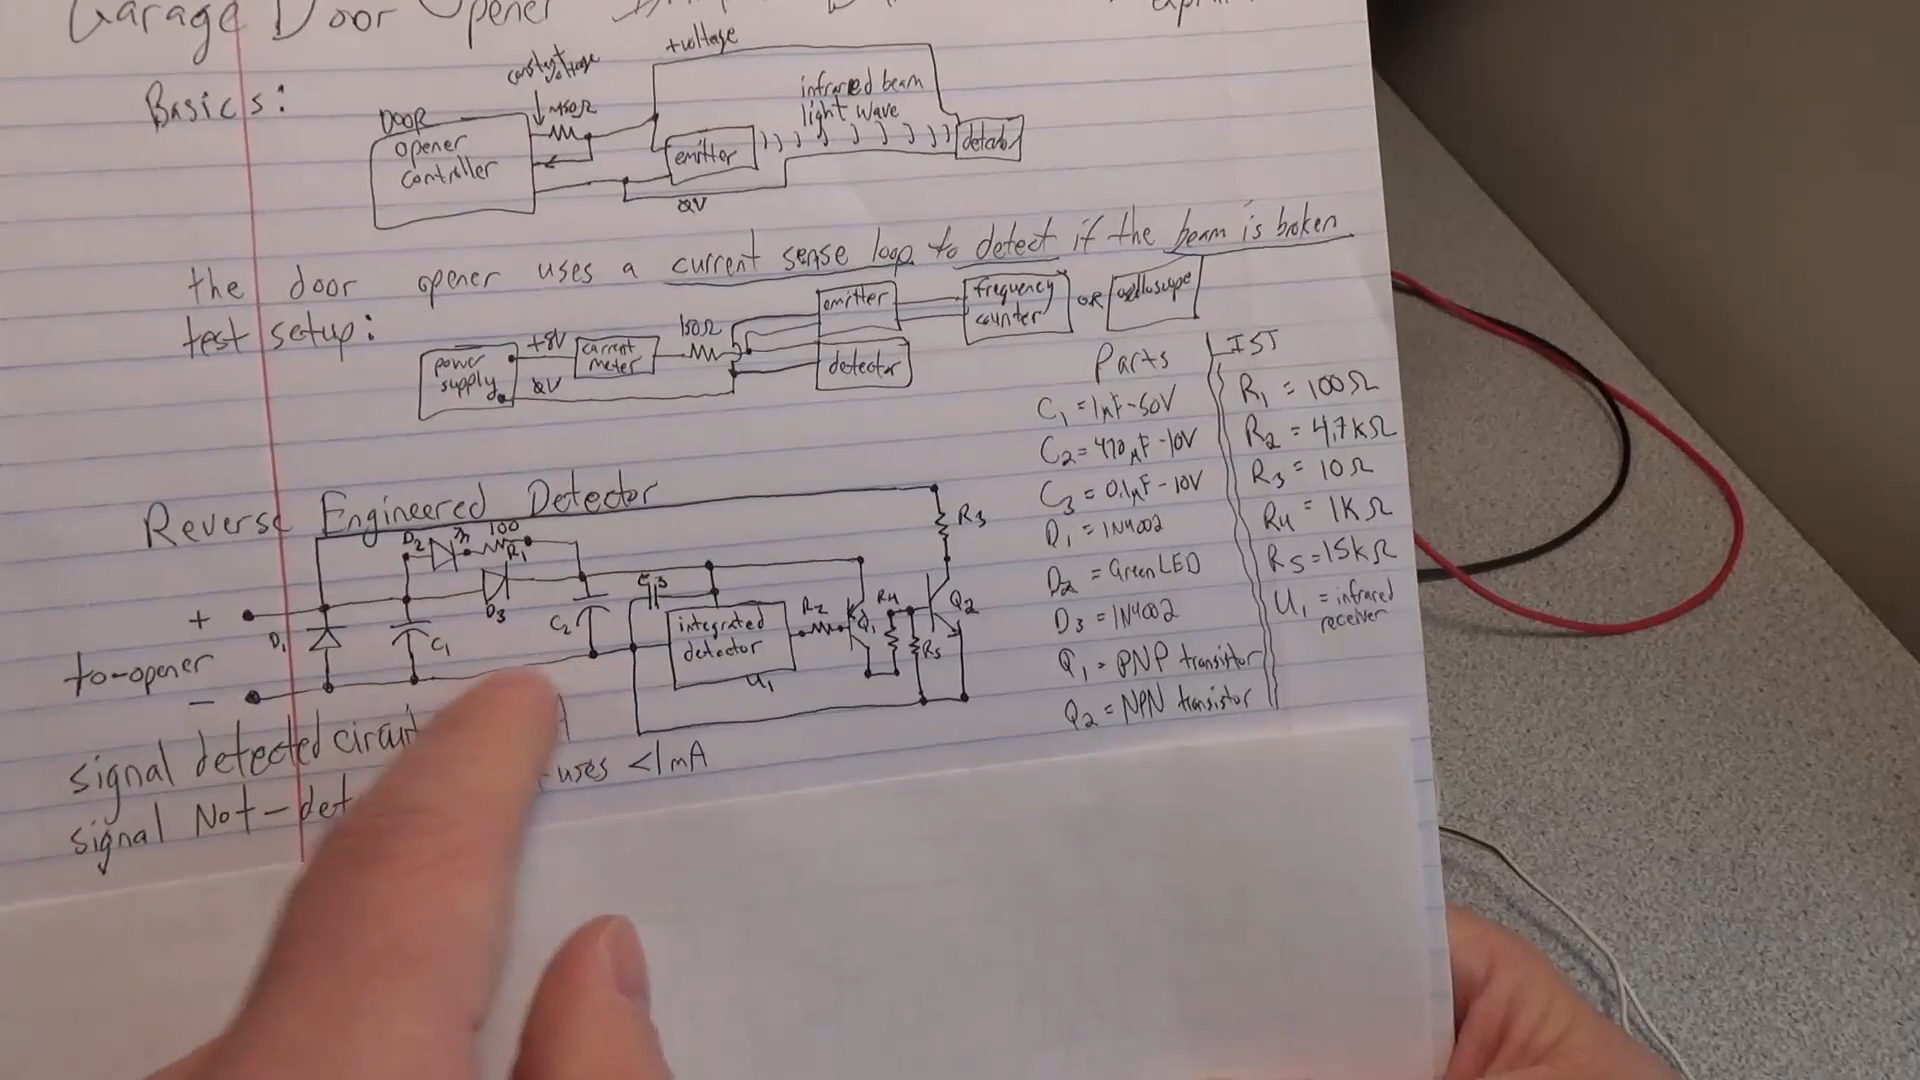 Garage Door Opener
Basics:
constant voltage
+voltage
150Ω
DOOR
opener
controller
infrared beam
light wave
emitter
detector
0V
the door opener uses a current sense loop to detect if the beam is broken
test setup:
power supply
+8V
0V
current meter
150Ω
emitter
detector
frequency counter
OR
oscilloscope
Parts LIST
C1 = 1µF-50V
C2 = 470µF-10V
C3 = 0.1µF-10V
D1 = 1N4002
D2 = Green LED
D3 = 1N4002
Q1 = PNP transistor
Q2 = NPN transistor
R1 = 100Ω
R2 = 4.7kΩ
R3 = 10Ω
R4 = 1KΩ
R5 = 15kΩ
U1 = infrared
receiver
Reverse Engineered Detector
D2
100
R1
R3
+
D1
C1
D3
C2
C3
integrated
detector
U1
R2
Q1
R4
R5
Q2
to-opener
-
signal detected circuit
signal Not-det uses <1mA